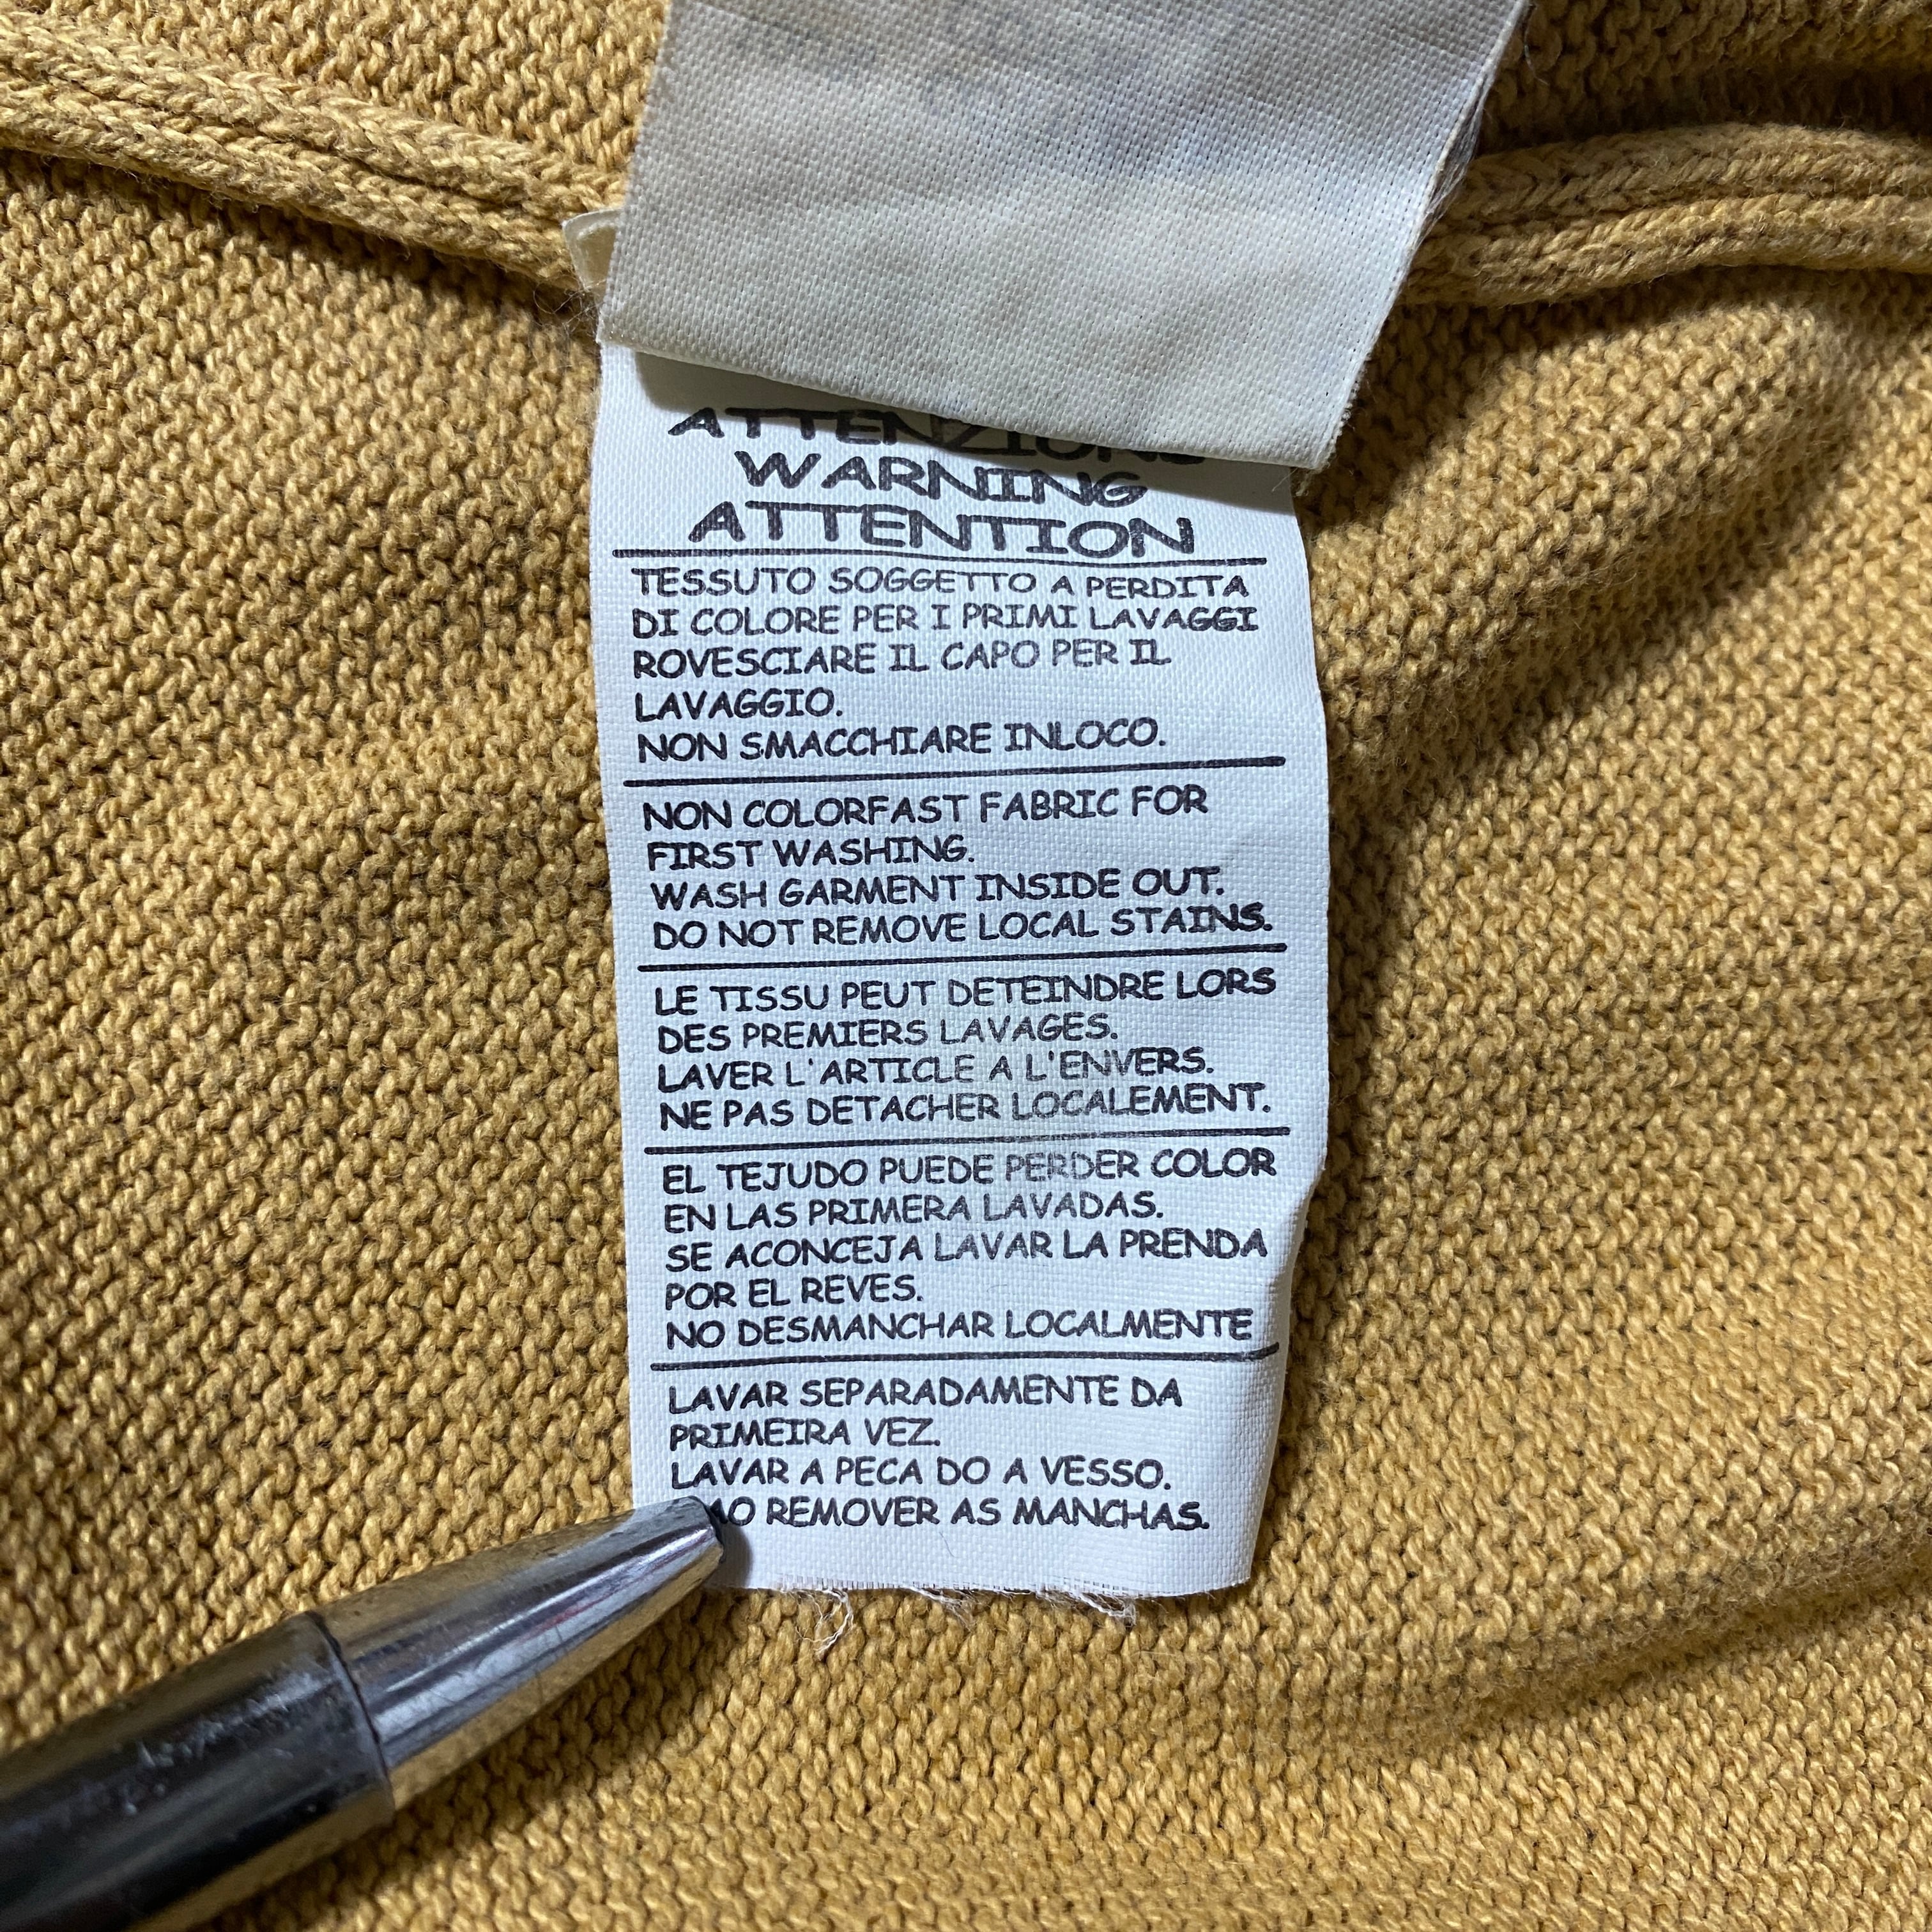 ATTENZIONE
WARNING
ATTENTION
TESSUTO SOGGETTO A PERDITA
DI COLORE PER I PRIMI LAVAGGI
ROVESCIARE IL CAPO PER IL
LAVAGGIO.
NON SMACCHIARE INLOCO.
NON COLORFAST FABRIC FOR
FIRST WASHING.
WASH GARMENT INSIDE OUT.
DO NOT REMOVE LOCAL STAINS.
LE TISSU PEUT DETEINDRE LORS
DES PREMIERS LAVAGES.
LAVER L'ARTICLE A L'ENVERS.
NE PAS DETACHER LOCALEMENT.
EL TEJUDO PUEDE PERDER COLOR
EN LAS PRIMERA LAVADAS.
SE ACONCEJA LAVAR LA PRENDA
POR EL REVES.
NO DESMANCHAR LOCALMENTE
LAVAR SEPARADAMENTE DA
PRIMEIRA VEZ.
LAVAR A PECA DO A VESSO.
REMOVER AS MANCHAS.